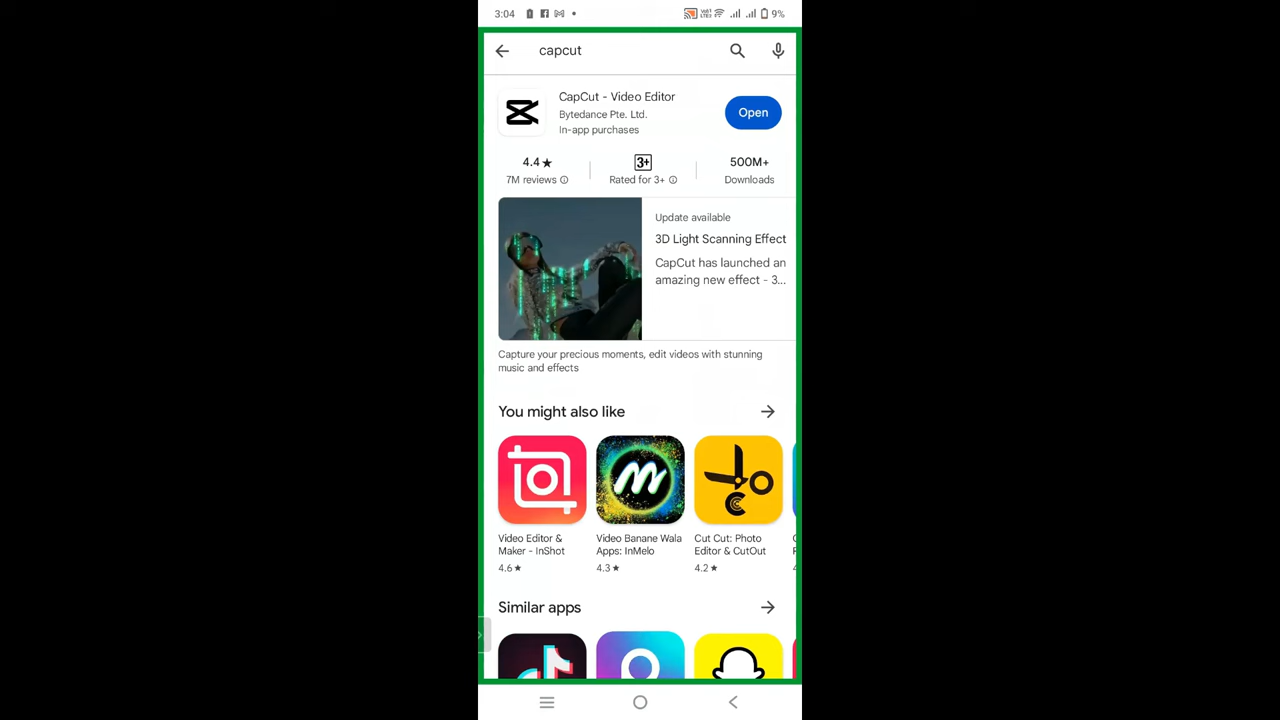 3:04
VoLTE LTE2
9%
capcut
CapCut - Video Editor
Bytedance Pte. Ltd.
In-app purchases
Open
4.4★
7M reviews
3+
Rated for 3+
500M+
Downloads
Update available
3D Light Scanning Effect
CapCut has launched an
amazing new effect - 3...
Capture your precious moments, edit videos with stunning
music and effects
You might also like
Video Editor &
Maker - InShot
4.6★
Video Banane Wala
Apps: InMelo
4.3★
Cut Cut: Photo
Editor & CutOut
4.2★
Similar apps